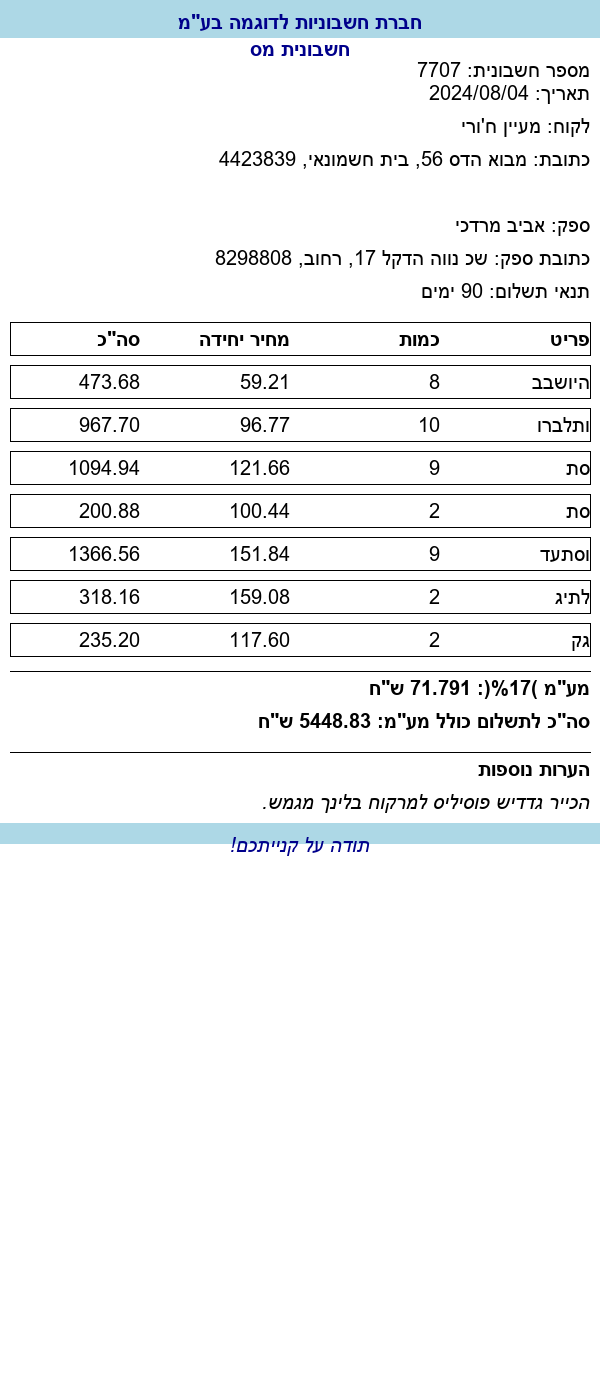 חברת חשבוניות לדוגמה בע"מ
חשבונית מס
מספר חשבונית: 7707
תאריך: 2024/08/04
לקוח: מעיין ח'ורי
כתובת: מבוא הדס 56, בית חשמונאי, 4423839
ספק: אביב מרדכי
כתובת ספק: שכ נווה הדקל 17, רחוב, 8298808
תנאי תשלום: 90 ימים
פריט כמות מחיר יחידה סה"כ
היושבב 8 59.21 473.68
ותלברו 10 96.77 967.70
סת 9 121.66 1094.94
סת 2 100.44 200.88
וסתעד 9 151.84 1366.56
לתיג 2 159.08 318.16
גק 2 117.60 235.20
מע"מ )17%(: 71.791 ש"ח
סה"כ לתשלום כולל מע"מ: 5448.83 ש"ח
הערות נוספות
הכייר גדדיש פוסיליס למרקוח בלינך מגמש.
תודה על קנייתכם!